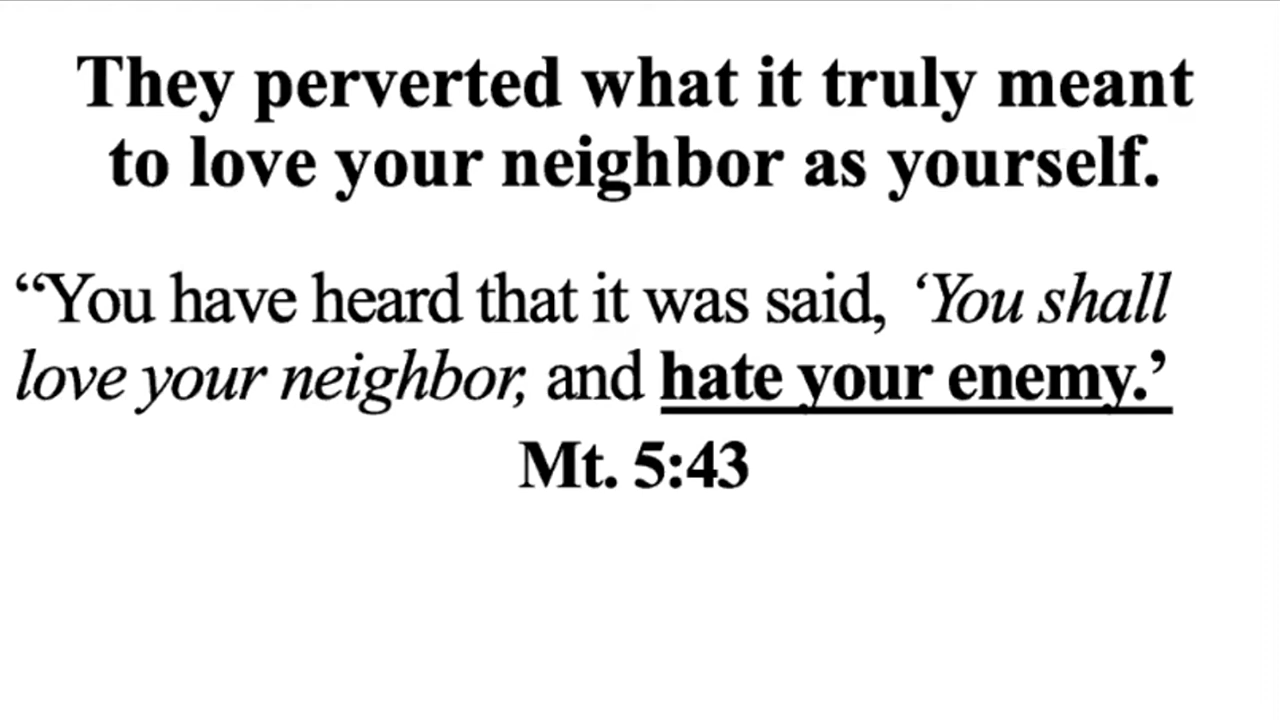 They perverted what it truly meant
to love your neighbor as yourself.
“You have heard that it was said, ‘You shall
love your neighbor, and hate your enemy.’
Mt. 5:43